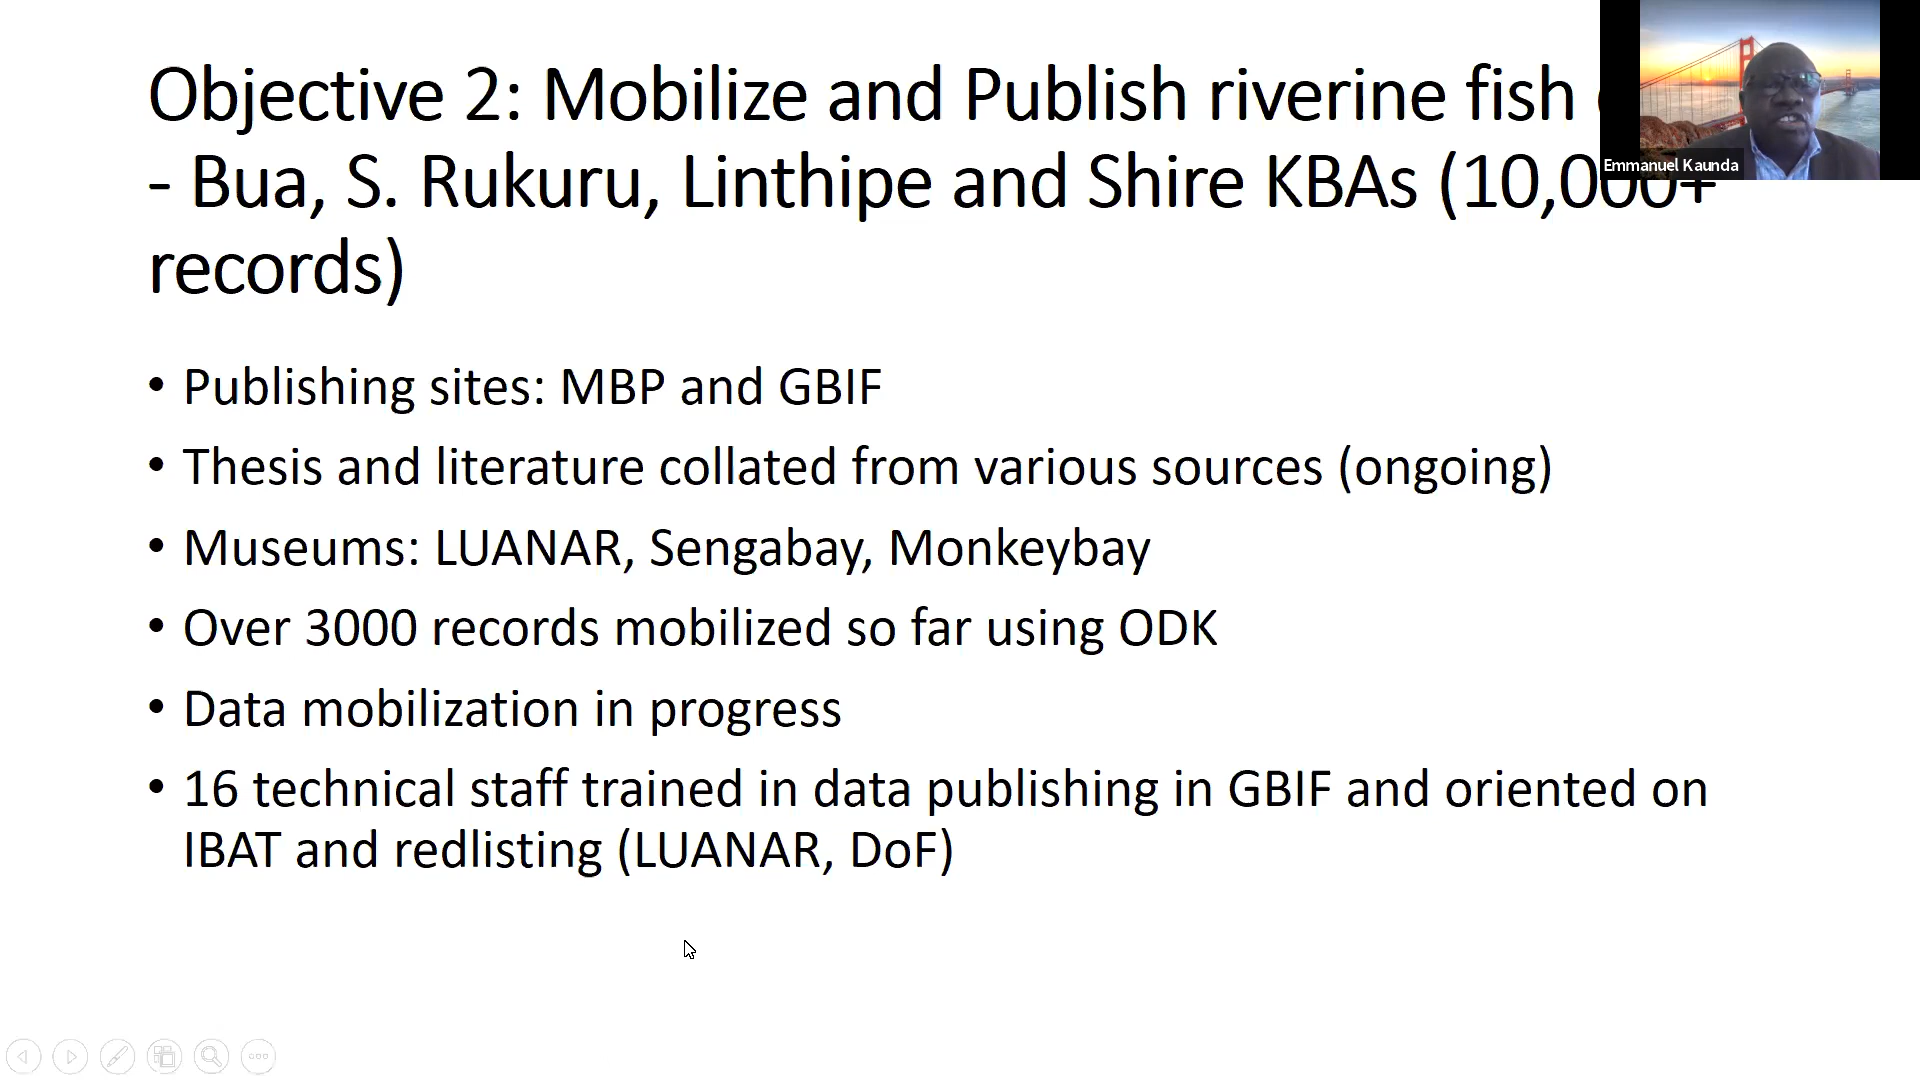 Objective 2: Mobilize and Publish riverine fish
- Bua, S. Rukuru, Linthipe and Shire KBAs (10,000+
records)
Emmanuel Kaunda
• Publishing sites: MBP and GBIF
• Thesis and literature collated from various sources (ongoing)
• Museums: LUANAR, Sengabay, Monkeybay
• Over 3000 records mobilized so far using ODK
• Data mobilization in progress
• 16 technical staff trained in data publishing in GBIF and oriented on
IBAT and redlisting (LUANAR, DoF)